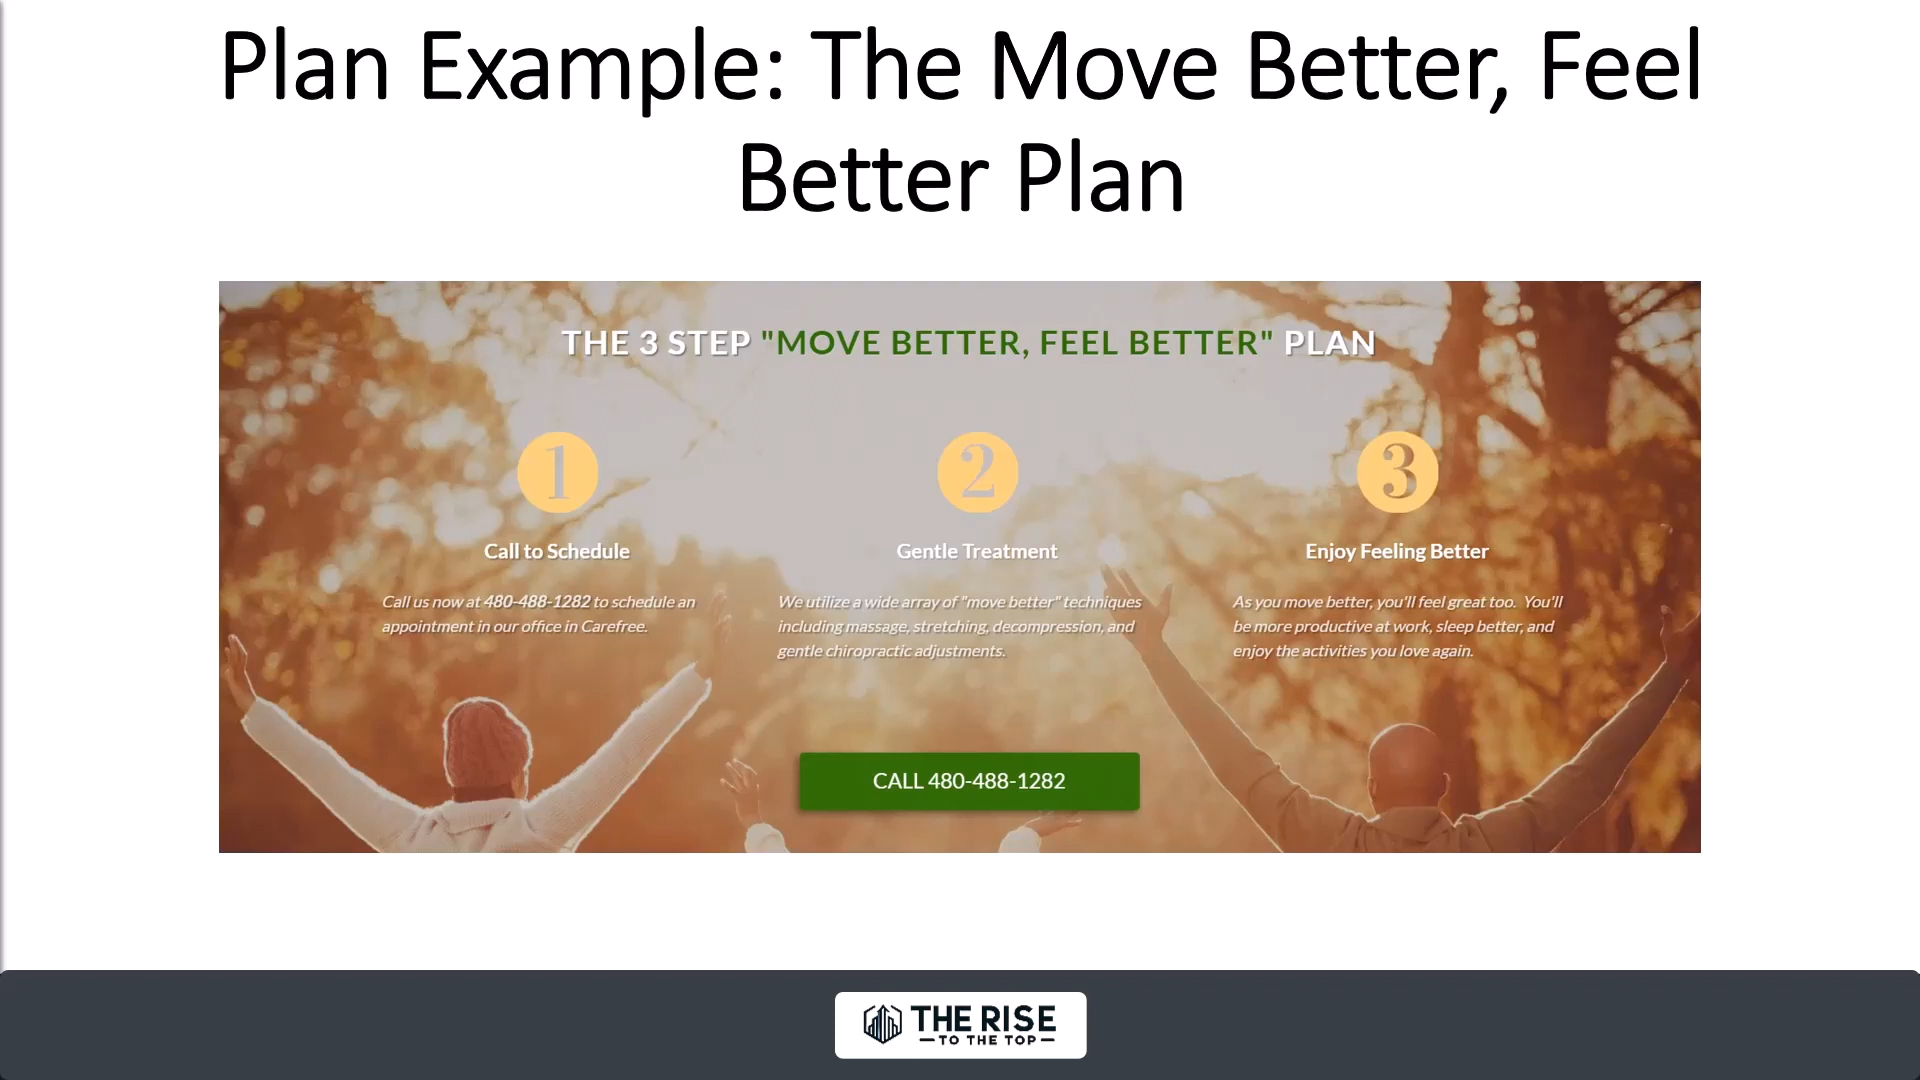 Plan Example: The Move Better, Feel
Better Plan
THE 3 STEP "MOVE BETTER, FEEL BETTER" PLAN
1
Call to Schedule
Call us now at 480-488-1282 to schedule an
appointment in our office in Carefree.
2
Gentle Treatment
We utilize a wide array of "move better" techniques
including massage, stretching, decompression, and
gentle chiropractic adjustments.
3
Enjoy Feeling Better
As you move better, you'll feel great too. You'll
be more productive at work, sleep better, and
enjoy the activities you love again.
CALL 480-488-1282
THE RISE
TO THE TOP